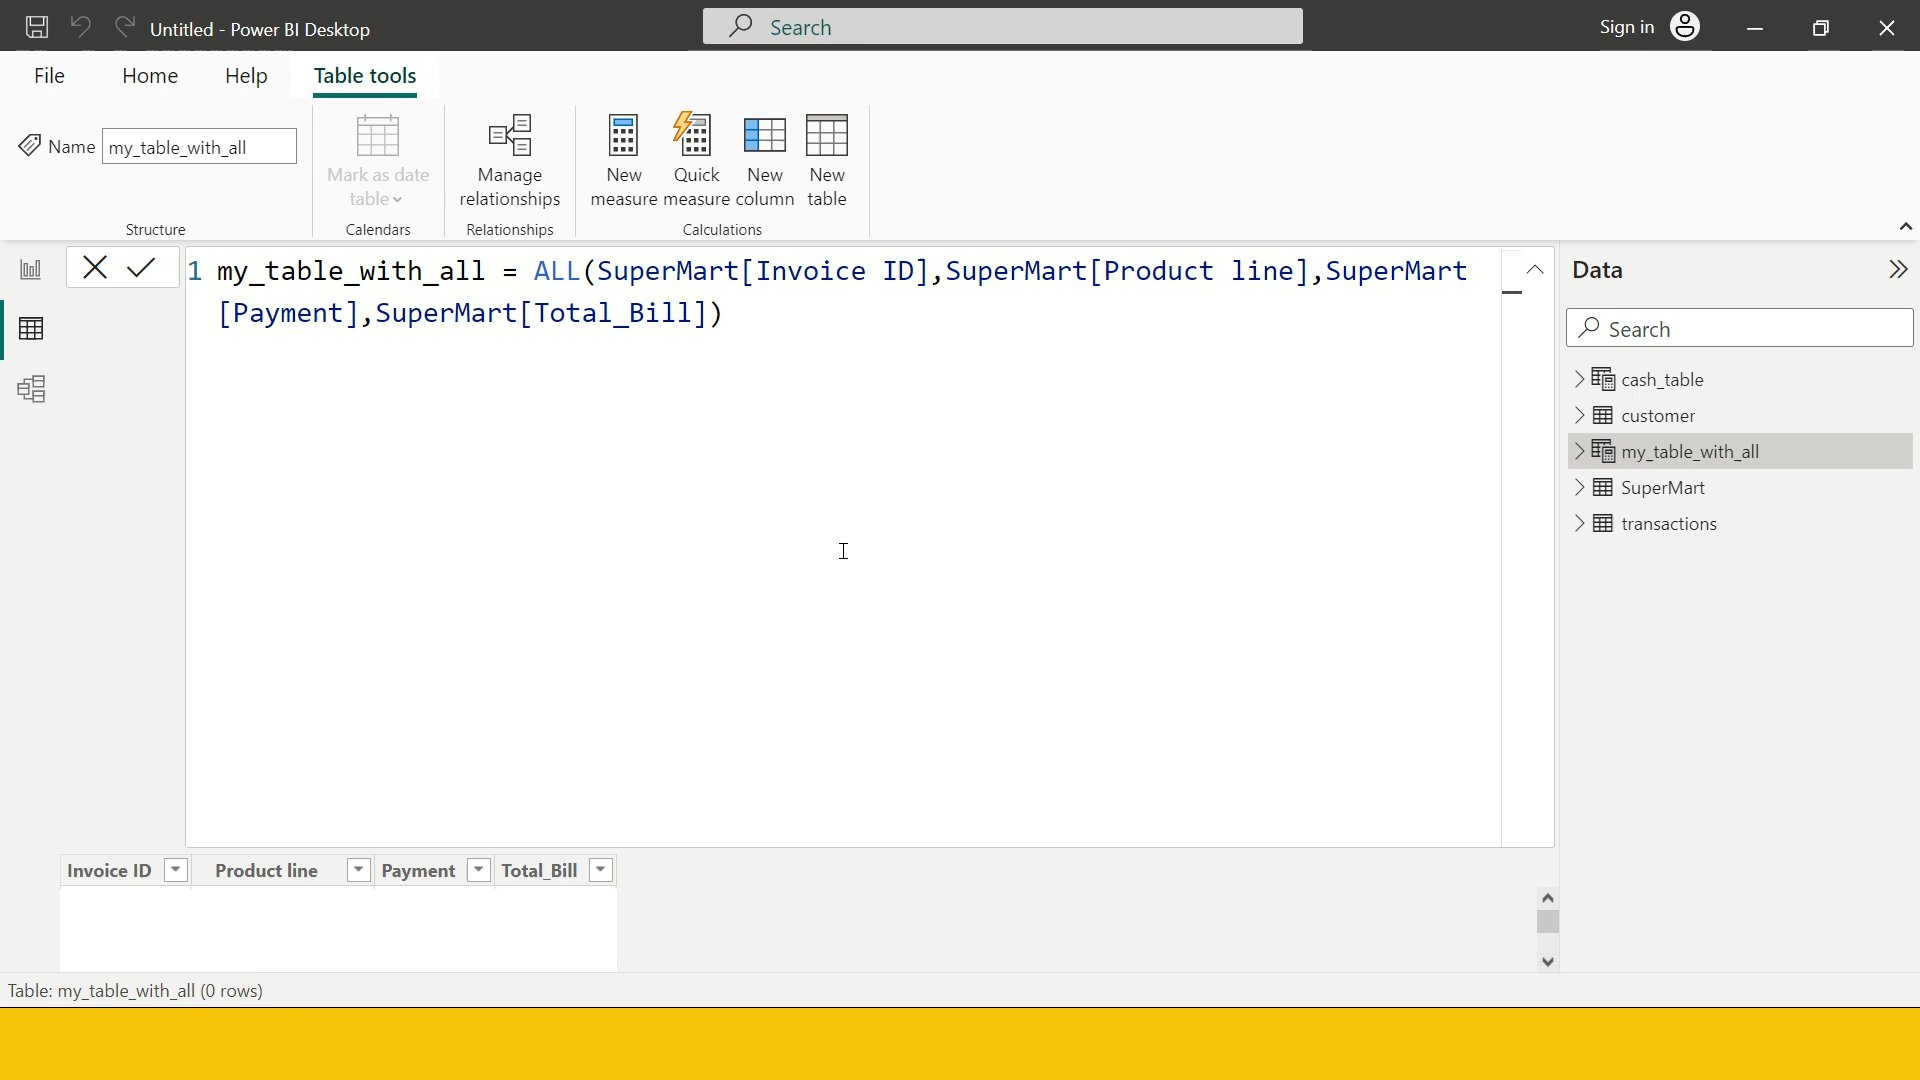 Untitled - Power BI Desktop
Search
Sign in
File
Home
Help
Table tools
Name
my_table_with_all
Structure
Mark as date
table
Calendars
Manage
relationships
Relationships
New
measure
Quick
measure
New
column
New
table
Calculations
1 my_table_with_all = ALL(SuperMart[Invoice ID],SuperMart[Product line],SuperMart
[Payment],SuperMart[Total_Bill])
Data
Search
cash_table
customer
my_table_with_all
SuperMart
transactions
Invoice ID
Product line
Payment
Total_Bill
Table: my_table_with_all (0 rows)